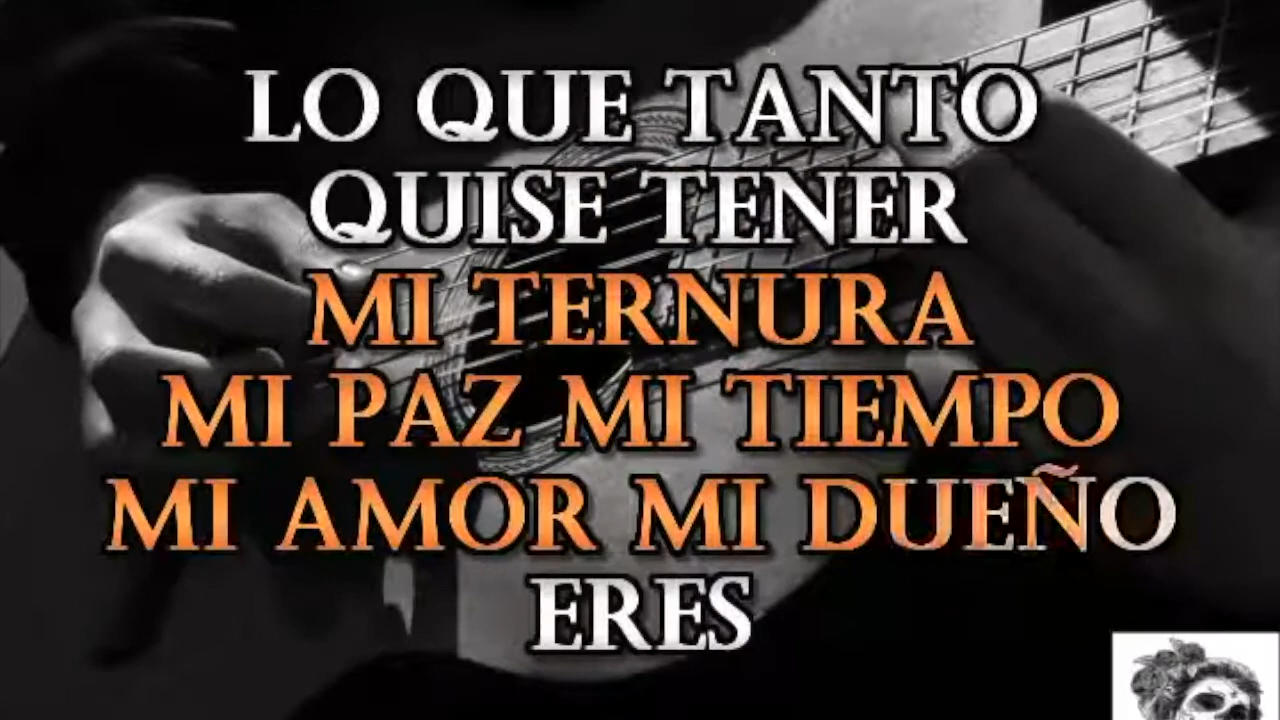 LO QUE TANTO
QUISE TENER
MI TERNURA
MI PAZ MI TIEMPO
MI AMOR MI DUEÑO
ERES